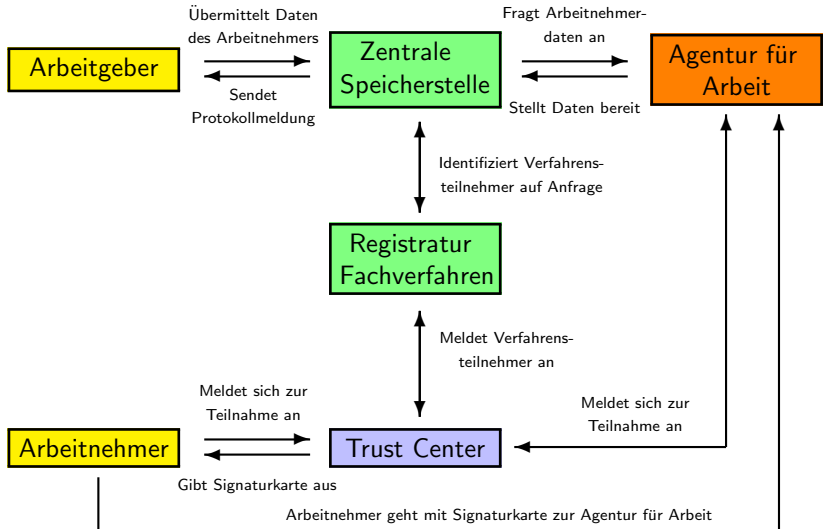 Übermittelt Daten
des Arbeitnehmers
Fragt Arbeitnehmer-
daten an
Arbeitgeber
Zentrale
Speicherstelle
Agentur für
Arbeit
Sendet
Protokollmeldung
Stellt Daten bereit
Identifiziert Verfahrens-
teilnehmer auf Anfrage
Registratur
Fachverfahren
Meldet Verfahrens-
teilnehmer an
Meldet sich zur
Teilnahme an
Meldet sich zur
Teilnahme an
Arbeitnehmer
Trust Center
Gibt Signaturkarte aus
Arbeitnehmer geht mit Signaturkarte zur Agentur für Arbeit